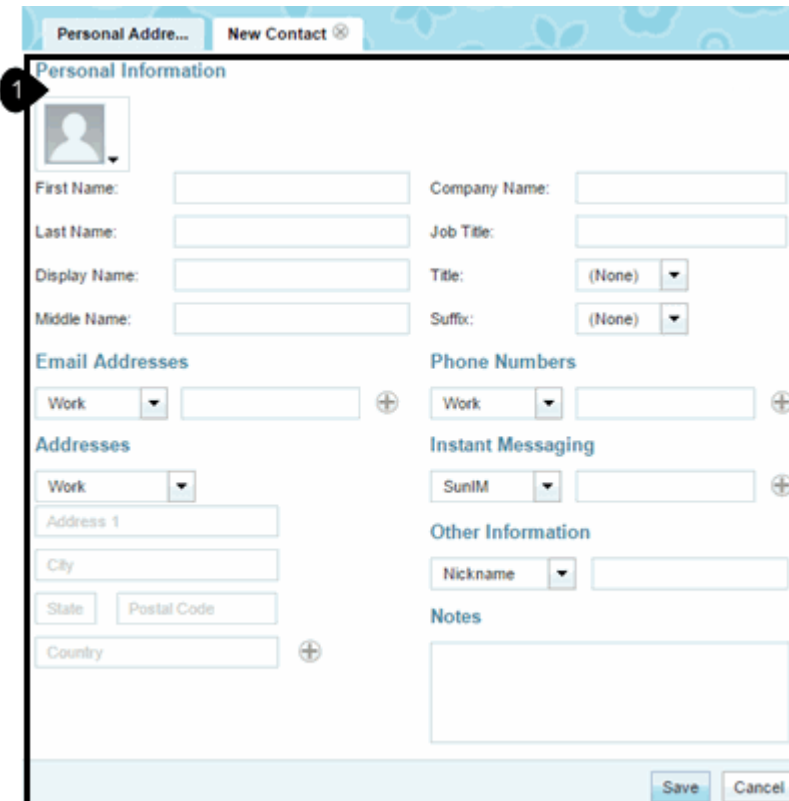 Personal Addre... New Contact
1
Personal Information
First Name: Company Name:
Last Name: Job Title:
Display Name: Title: (None)
Middle Name: Suffix: (None)
Email Addresses Phone Numbers
Work Work
Addresses Instant Messaging
Work SunIM
Address 1
Other Information
City
Nickname
State Postal Code
Notes
Country
Save Cancel